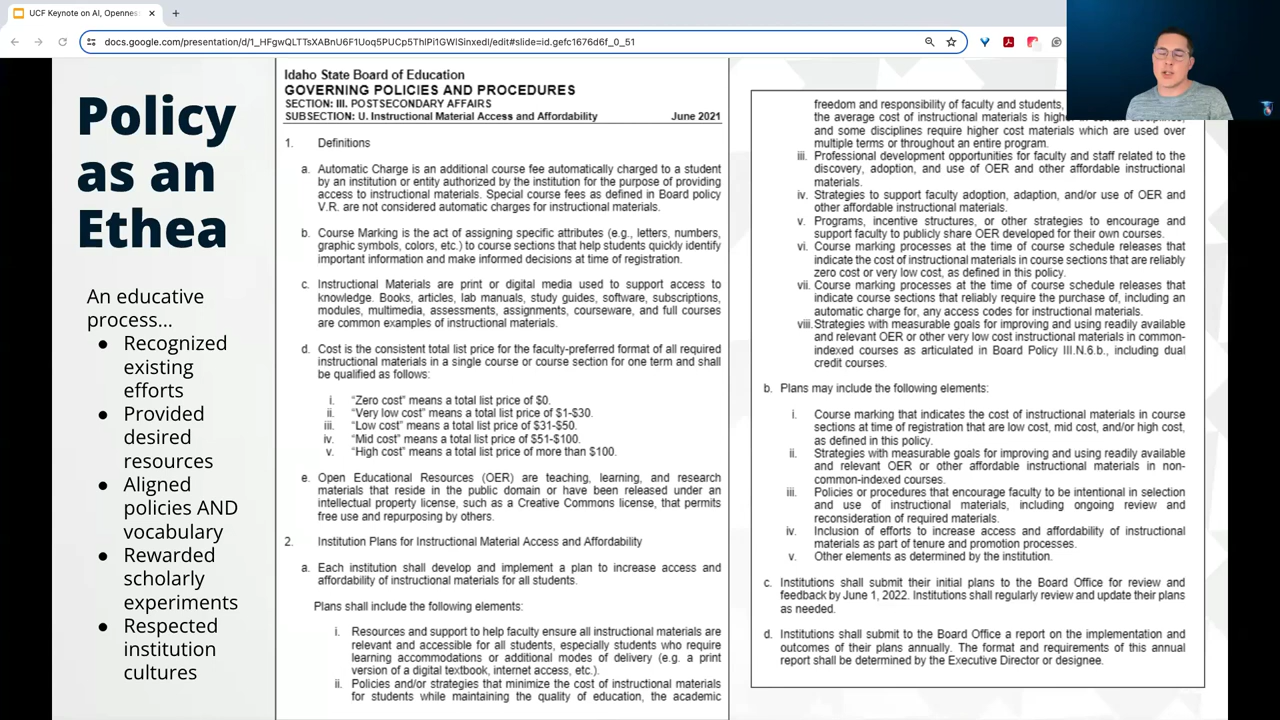 UCF Keynote on AI, Openness
docs.google.com/presentation/d/1_HFgwQLTTsXABnU6F1Uoq5PUCp5ThlPi1GWISinxedI/edit#slide=id.gefc1676d6f_0_51
Policy
as an
Ethea
An educative
process...
● Recognized
existing
efforts
● Provided
desired
resources
● Aligned
policies AND
vocabulary
● Rewarded
scholarly
experiments
● Respected
institution
cultures
Idaho State Board of Education
GOVERNING POLICIES AND PROCEDURES
SECTION: III. POSTSECONDARY AFFAIRS
SUBSECTION: U. Instructional Material Access and Affordability June 2021
1. Definitions
a. Automatic Charge is an additional course fee automatically charged to a student
by an institution or entity authorized by the institution for the purpose of providing
access to instructional materials. Special course fees as defined in Board policy
V.R. are not considered automatic charges for instructional materials.
b. Course Marking is the act of assigning specific attributes (e.g., letters, numbers,
graphic symbols, colors, etc.) to course sections that help students quickly identify
important information and make informed decisions at time of registration.
c. Instructional Materials are print or digital media used to support access to
knowledge. Books, articles, lab manuals, study guides, software, subscriptions,
modules, multimedia, assessments, assignments, courseware, and full courses
are common examples of instructional materials.
d. Cost is the consistent total list price for the faculty-preferred format of all required
instructional materials in a single course or course section for one term and shall
be qualified as follows:
i. “Zero cost” means a total list price of $0.
ii. “Very low cost” means a total list price of $1-$30.
iii. “Low cost” means a total list price of $31-$50.
iv. “Mid cost” means a total list price of $51-$100.
v. “High cost” means a total list price of more than $100.
e. Open Educational Resources (OER) are teaching, learning, and research
materials that reside in the public domain or have been released under an
intellectual property license, such as a Creative Commons license, that permits
free use and repurposing by others.
2. Institution Plans for Instructional Material Access and Affordability
a. Each institution shall develop and implement a plan to increase access and
affordability of instructional materials for all students.
Plans shall include the following elements:
i. Resources and support to help faculty ensure all instructional materials are
relevant and accessible for all students, especially students who require
learning accommodations or additional modes of delivery (e.g. a print
version of a digital textbook, internet access, etc.).
ii. Policies and/or strategies that minimize the cost of instructional materials
for students while maintaining the quality of education, the academic
freedom and responsibility of faculty and students,
the average cost of instructional materials is
and some disciplines require higher cost materials which are used over
multiple terms or throughout an entire program.
iii. Professional development opportunities for faculty and staff related to the
discovery, adoption, and use of OER and other affordable instructional
materials.
iv. Strategies to support faculty adoption, adaption, and/or use of OER and
other affordable instructional materials.
v. Programs, incentive structures, or other strategies to encourage and
support faculty to publicly share OER developed for their own courses.
vi. Course marking processes at the time of course schedule releases that
indicate the cost of instructional materials in course sections that are reliably
zero cost or very low cost, as defined in this policy.
vii. Course marking processes at the time of course schedule releases that
indicate course sections that reliably require the purchase of, including an
automatic charge for, any access codes for instructional materials.
viii. Strategies with measurable goals for improving and using readily available
and relevant OER or other very low cost instructional materials in common-
indexed courses as articulated in Board Policy III.N.6.b., including dual
credit courses.
b. Plans may include the following elements:
i. Course marking that indicates the cost of instructional materials in course
sections at time of registration that are low cost, mid cost, and/or high cost,
as defined in this policy.
ii. Strategies with measurable goals for improving and using readily available
and relevant OER or other affordable instructional materials in non-
common-indexed courses.
iii. Policies or procedures that encourage faculty to be intentional in selection
and use of instructional materials, including ongoing review and
reconsideration of required materials.
iv. Inclusion of efforts to increase access and affordability of instructional
materials as part of tenure and promotion processes.
v. Other elements as determined by the institution.
c. Institutions shall submit their initial plans to the Board Office for review and
feedback by June 1, 2022. Institutions shall regularly review and update their plans
as needed.
d. Institutions shall submit to the Board Office a report on the implementation and
outcomes of their plans annually. The format and requirements of this annual
report shall be determined by the Executive Director or designee.